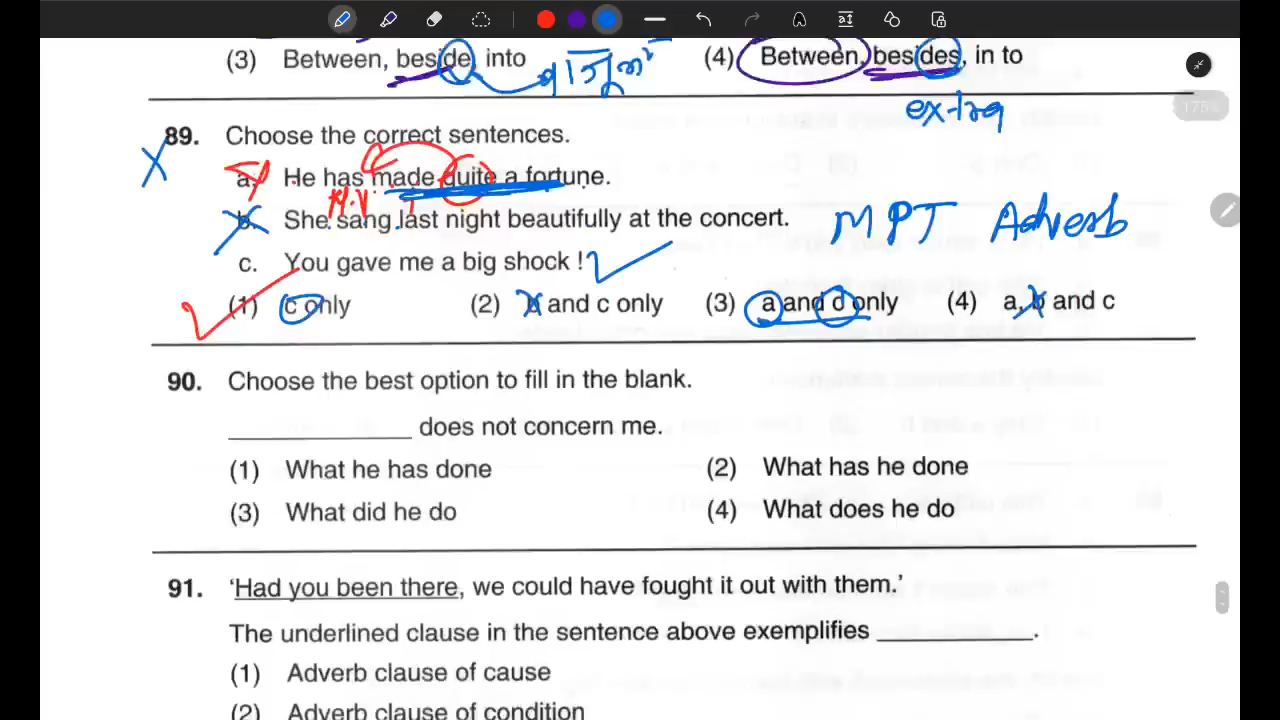 (3) Between, beside, into (4) Between, besides, in to
extra
175%
89. Choose the correct sentences.
a. He has made quite a fortune.
H.V
b. She sang last night beautifully at the concert. MPT Adverb
c. You gave me a big shock !
(1) c only (2) b and c only (3) a and c only (4) a, b and c
90. Choose the best option to fill in the blank.
____________ does not concern me.
(1) What he has done (2) What has he done
(3) What did he do (4) What does he do
91. ‘Had you been there, we could have fought it out with them.’
The underlined clause in the sentence above exemplifies __________.
(1) Adverb clause of cause
(2) Adverb clause of condition